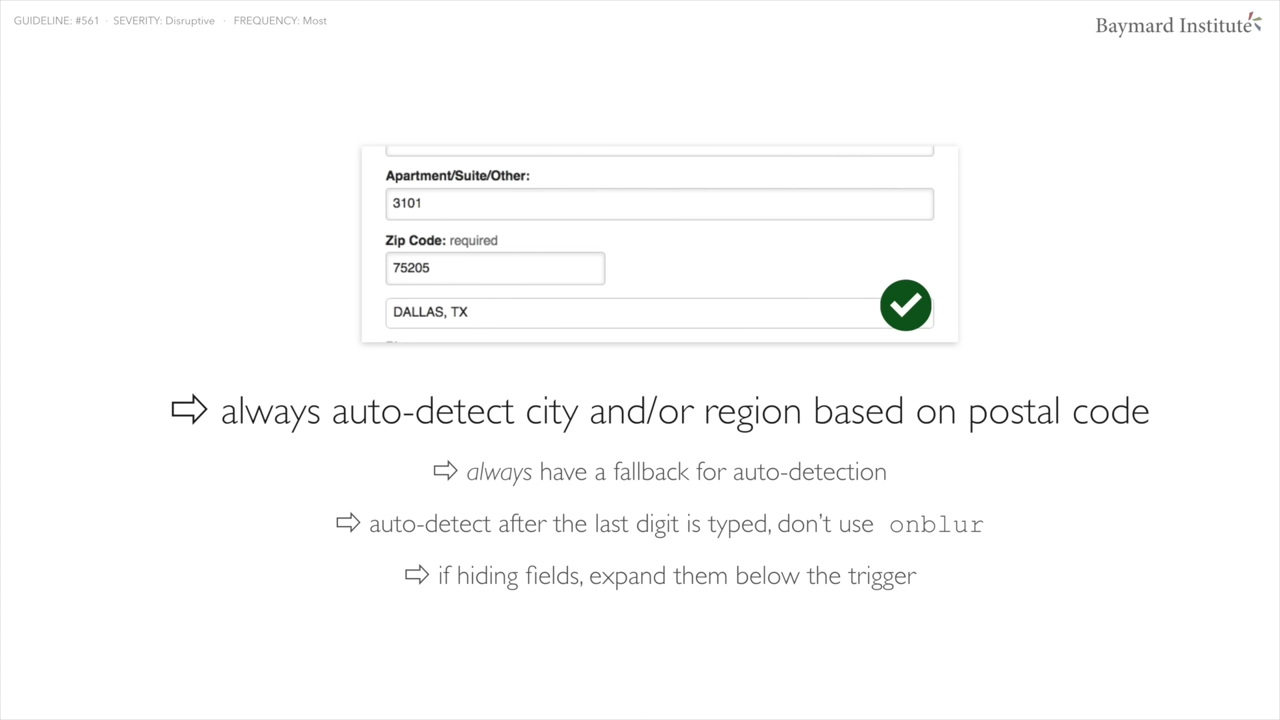 GUIDELINE: #561 · SEVERITY: Disruptive · FREQUENCY: Most
Baymard Institute
Apartment/Suite/Other:
3101
Zip Code: required
75205
DALLAS, TX
⇨ always auto-detect city and/or region based on postal code
⇨ always have a fallback for auto-detection
⇨ auto-detect after the last digit is typed, don’t use onblur
⇨ if hiding fields, expand them below the trigger